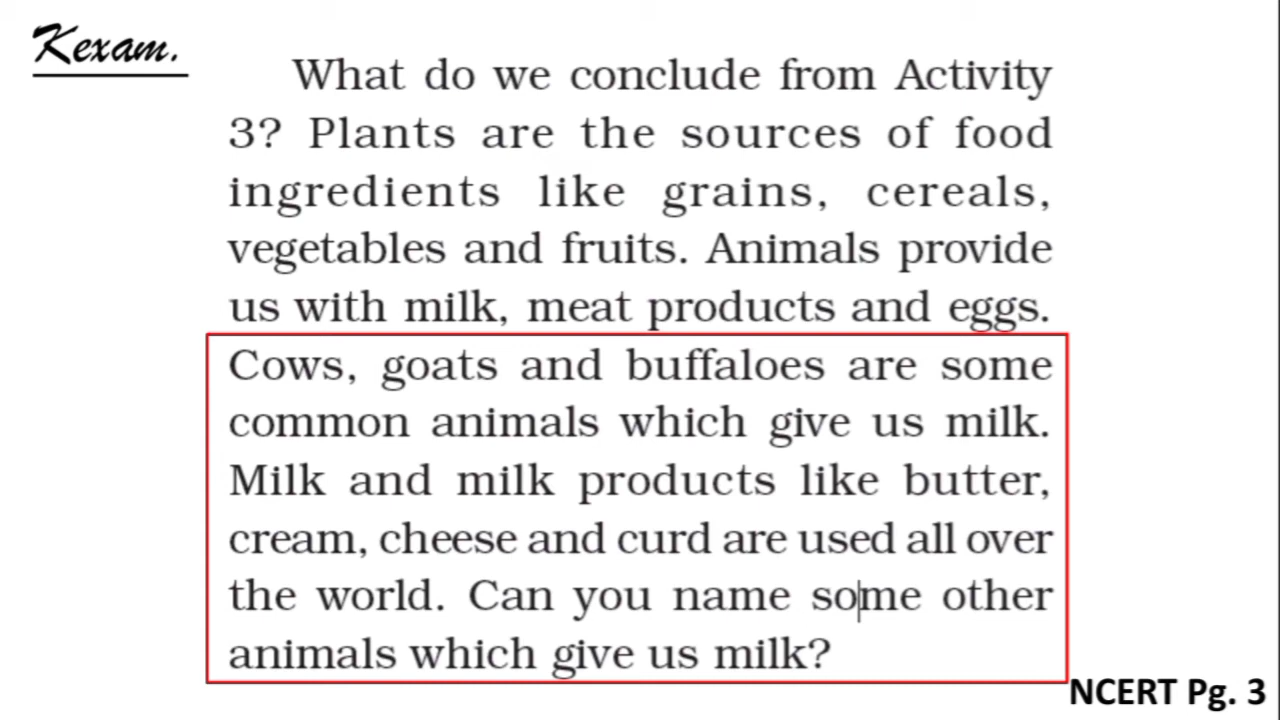 Kexam.
What do we conclude from Activity
3? Plants are the sources of food
ingredients like grains, cereals,
vegetables and fruits. Animals provide
us with milk, meat products and eggs.
Cows, goats and buffaloes are some
common animals which give us milk.
Milk and milk products like butter,
cream, cheese and curd are used all over
the world. Can you name some other
animals which give us milk?
NCERT Pg. 3